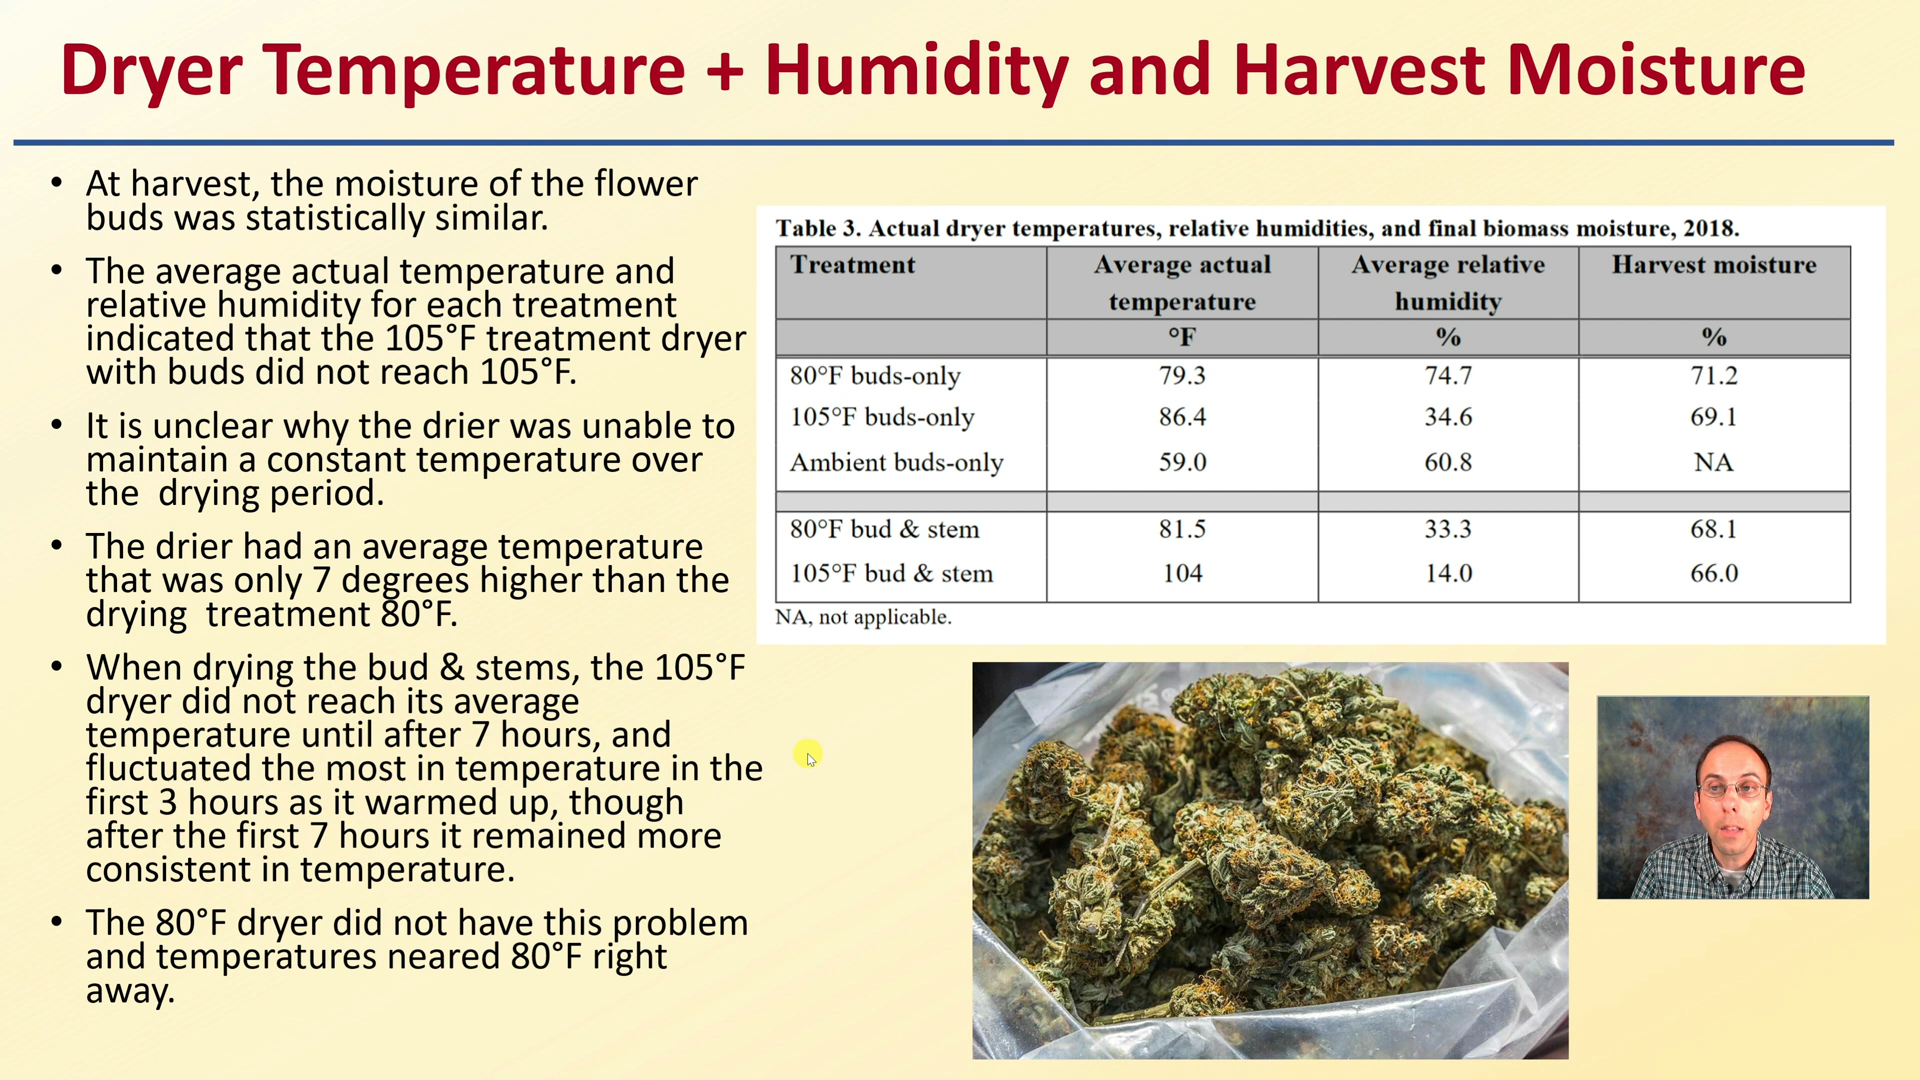 Dryer Temperature + Humidity and Harvest Moisture
• At harvest, the moisture of the flower
buds was statistically similar.
• The average actual temperature and
relative humidity for each treatment
indicated that the 105°F treatment dryer
with buds did not reach 105°F.
• It is unclear why the drier was unable to
maintain a constant temperature over
the drying period.
• The drier had an average temperature
that was only 7 degrees higher than the
drying treatment 80°F.
• When drying the bud & stems, the 105°F
dryer did not reach its average
temperature until after 7 hours, and
fluctuated the most in temperature in the
first 3 hours as it warmed up, though
after the first 7 hours it remained more
consistent in temperature.
• The 80°F dryer did not have this problem
and temperatures neared 80°F right
away.
Table 3. Actual dryer temperatures, relative humidities, and final biomass moisture, 2018.
Treatment Average actual temperature Average relative humidity Harvest moisture
°F % %
80°F buds-only 79.3 74.7 71.2
105°F buds-only 86.4 34.6 69.1
Ambient buds-only 59.0 60.8 NA
80°F bud & stem 81.5 33.3 68.1
105°F bud & stem 104 14.0 66.0
NA, not applicable.